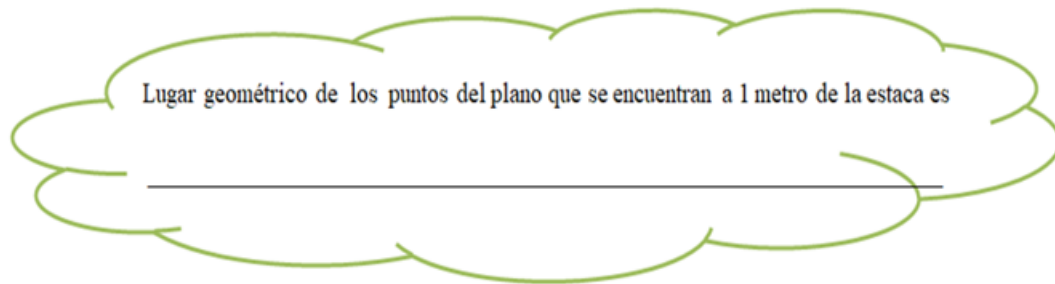 Lugar geométrico de los puntos del plano que se encuentran a 1 metro de la estaca es